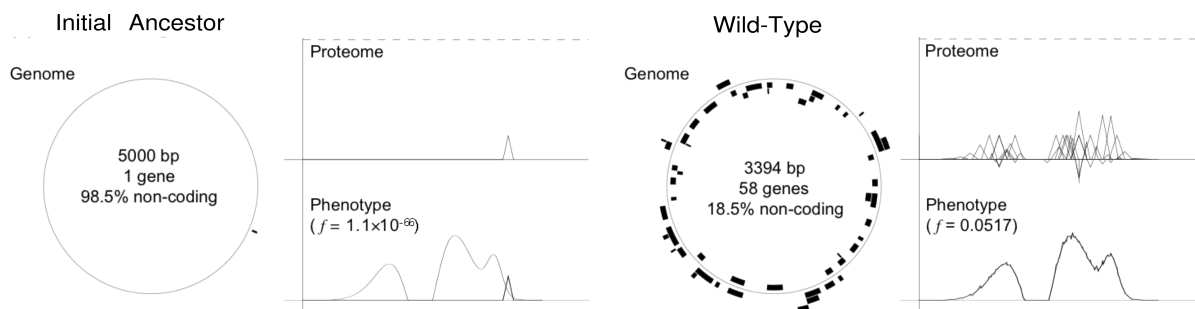 Initial Ancestor
Genome
5000 bp
1 gene
98.5% non-coding
Proteome
Phenotype
(ƒ = 1.1×10⁻⁶⁶)
Wild-Type
Genome
3394 bp
58 genes
18.5% non-coding
Proteome
Phenotype
(ƒ = 0.0517)